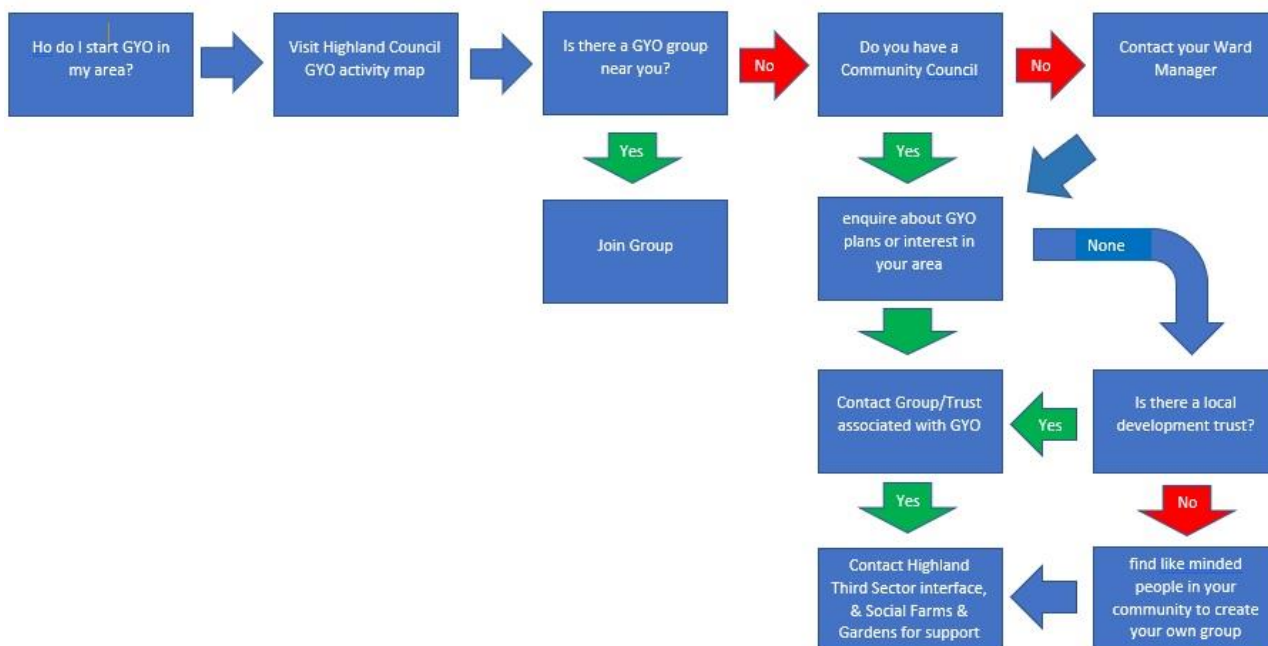 Ho do I start GYO in
my area?
Visit Highland Council
GYO activity map
Is there a GYO group
near you?
No
Do you have a
Community Council
No
Contact your Ward
Manager
Yes
Yes
Join Group
enquire about GYO
plans or interest in
your area
None
Contact Group/Trust
associated with GYO
Yes
Is there a local
development trust?
Yes
No
Contact Highland
Third Sector interface,
& Social Farms &
Gardens for support
find like minded
people in your
community to create
your own group